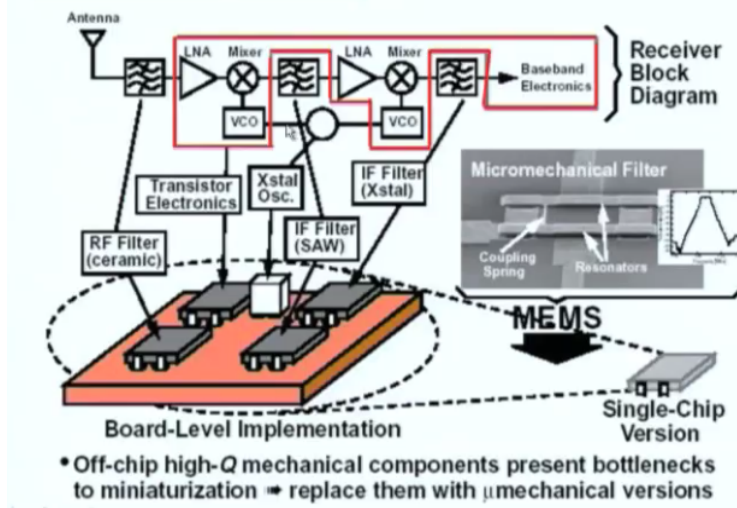 Antenna
LNA
Mixer
LNA
Mixer
Baseband
Electronics
Receiver
Block
Diagram
VCO
VCO
Transistor
Electronics
Xstal
Osc.
IF Filter
(Xstal)
RF Filter
(ceramic)
IF Filter
(SAW)
Micromechanical Filter
Coupling
Spring
Resonators
MEMS
Single-Chip
Version
Board-Level Implementation
•Off-chip high-Q mechanical components present bottlenecks
to miniaturization ➠ replace them with μmechanical versions